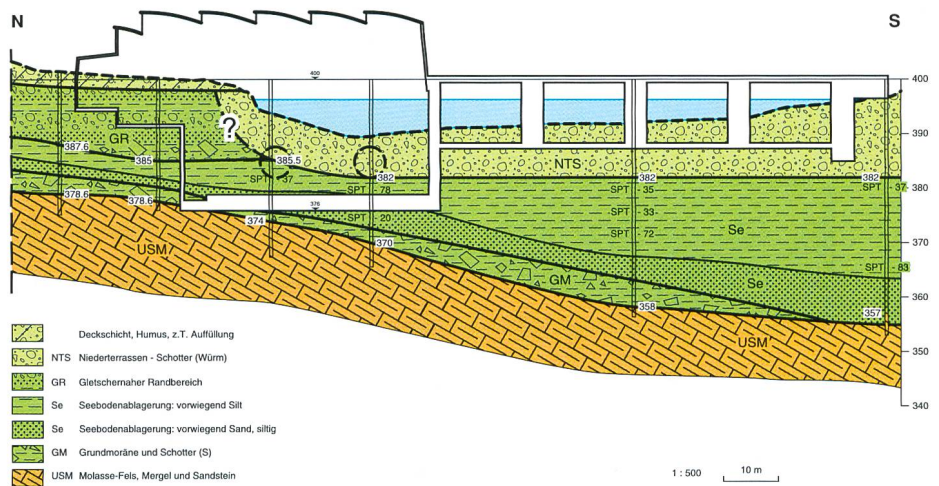 N
S
400
400
390
380
370
360
350
340
?
GR
387.6
385
385.5
SPT 37
382
SPT 78
NTS
382
382
SPT 35
SPT 37
378.6
378.6
376
374
SPT 20
SPT 33
SPT 72
Se
370
USM
GM
Se
SPT 83
358
357
USM
Deckschicht, Humus, z.T. Auffüllung
NTS Niederterrassen - Schotter (Würm)
GR Gletschernaher Randbereich
Se Seebodenablagerung: vorwiegend Silt
Se Seebodenablagerung: vorwiegend Sand, siltig
GM Grundmoräne und Schotter (S)
USM Molasse-Fels, Mergel und Sandstein
1 : 500
10 m